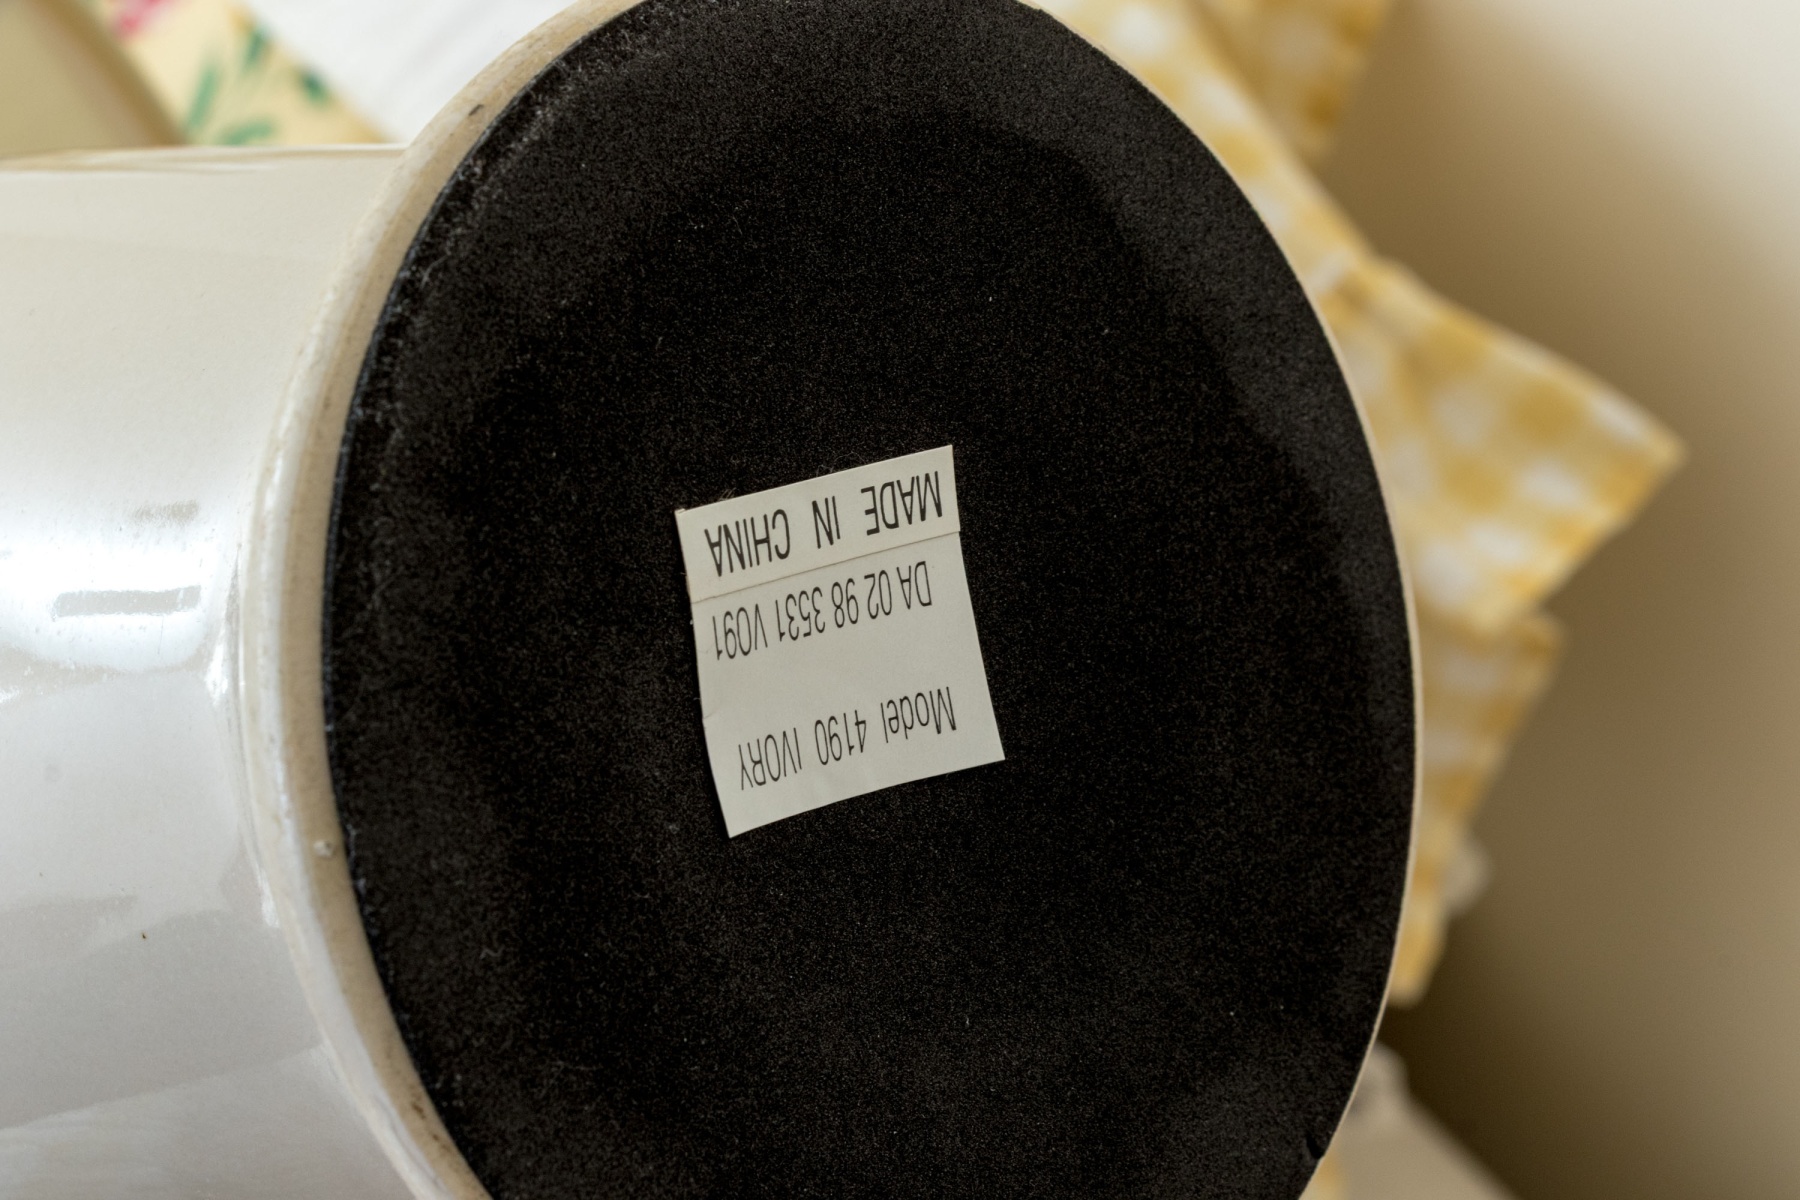 Model 4190 IVORY
DA 02 98 3531 V091
MADE IN CHINA